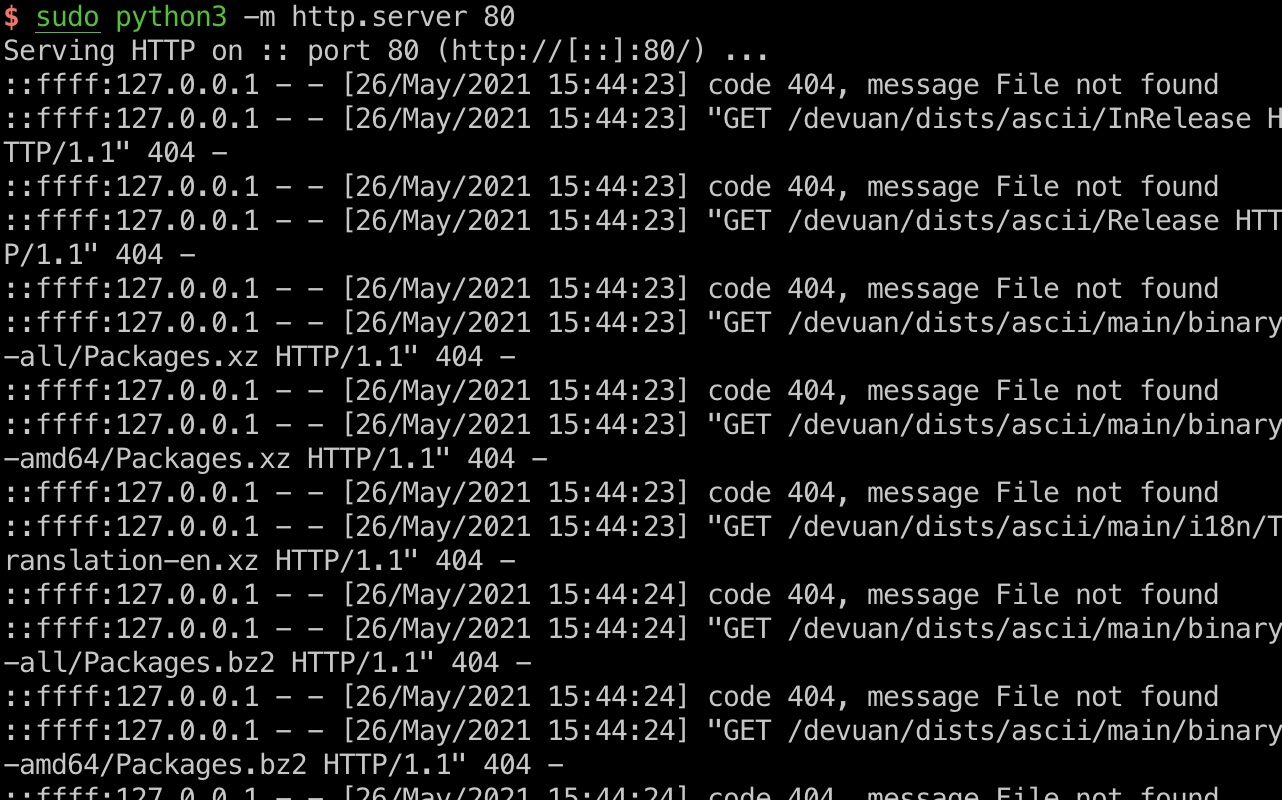 $ sudo python3 -m http.server 80
Serving HTTP on :: port 80 (http://[::]:80/) ...
::ffff:127.0.0.1 - - [26/May/2021 15:44:23] code 404, message File not found
::ffff:127.0.0.1 - - [26/May/2021 15:44:23] "GET /devuan/dists/ascii/InRelease H
TTP/1.1" 404 -
::ffff:127.0.0.1 - - [26/May/2021 15:44:23] code 404, message File not found
::ffff:127.0.0.1 - - [26/May/2021 15:44:23] "GET /devuan/dists/ascii/Release HTT
P/1.1" 404 -
::ffff:127.0.0.1 - - [26/May/2021 15:44:23] code 404, message File not found
::ffff:127.0.0.1 - - [26/May/2021 15:44:23] "GET /devuan/dists/ascii/main/binary
-all/Packages.xz HTTP/1.1" 404 -
::ffff:127.0.0.1 - - [26/May/2021 15:44:23] code 404, message File not found
::ffff:127.0.0.1 - - [26/May/2021 15:44:23] "GET /devuan/dists/ascii/main/binary
-amd64/Packages.xz HTTP/1.1" 404 -
::ffff:127.0.0.1 - - [26/May/2021 15:44:23] code 404, message File not found
::ffff:127.0.0.1 - - [26/May/2021 15:44:23] "GET /devuan/dists/ascii/main/i18n/T
ranslation-en.xz HTTP/1.1" 404 -
::ffff:127.0.0.1 - - [26/May/2021 15:44:24] code 404, message File not found
::ffff:127.0.0.1 - - [26/May/2021 15:44:24] "GET /devuan/dists/ascii/main/binary
-all/Packages.bz2 HTTP/1.1" 404 -
::ffff:127.0.0.1 - - [26/May/2021 15:44:24] code 404, message File not found
::ffff:127.0.0.1 - - [26/May/2021 15:44:24] "GET /devuan/dists/ascii/main/binary
-amd64/Packages.bz2 HTTP/1.1" 404 -
::ffff:127.0.0.1 - - [26/May/2021 15:44:24] code 404, message File not found